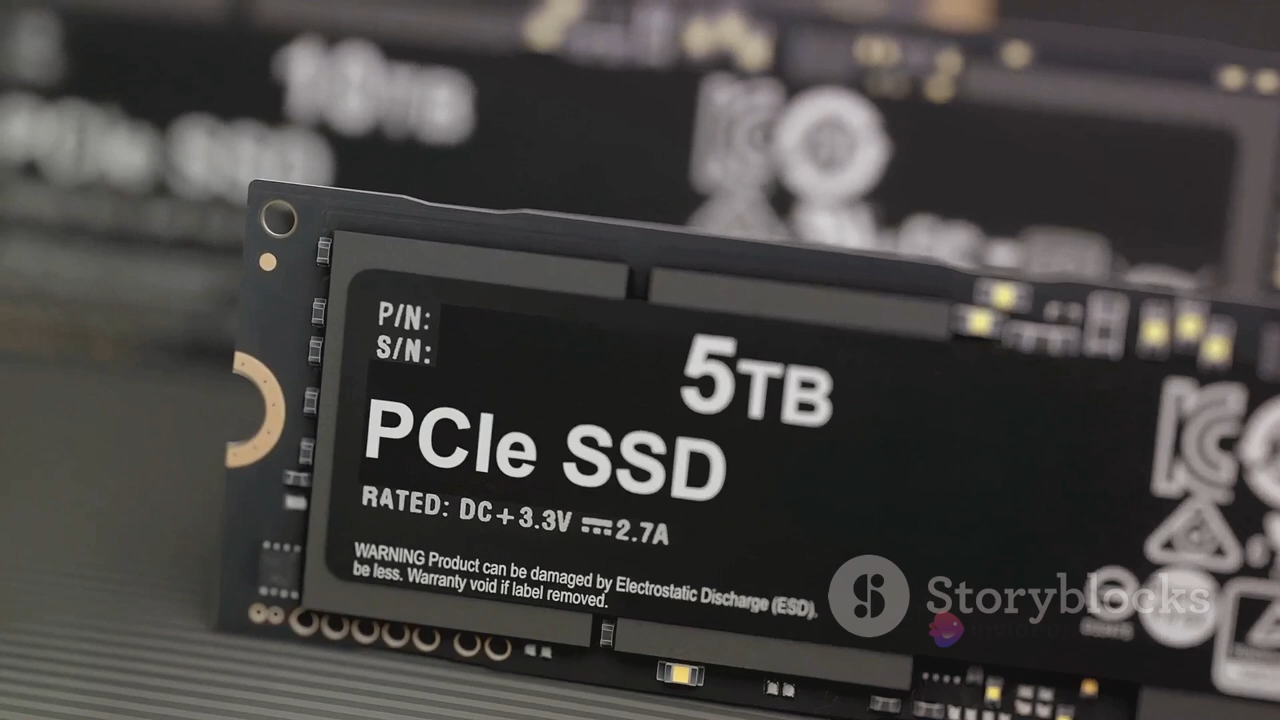 P/N:
S/N:
5TB
PCIe SSD
RATED: DC+3.3V ⎓2.7A
WARNING Product can be damaged by Electrostatic Discharge (ESD).
be less. Warranty void if label removed.
Storyblocks